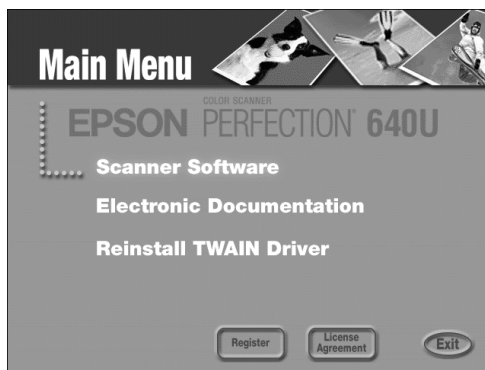 Main Menu
COLOR SCANNER
EPSON PERFECTION 640U
Scanner Software
Electronic Documentation
Reinstall TWAIN Driver
Register
License
Agreement
Exit